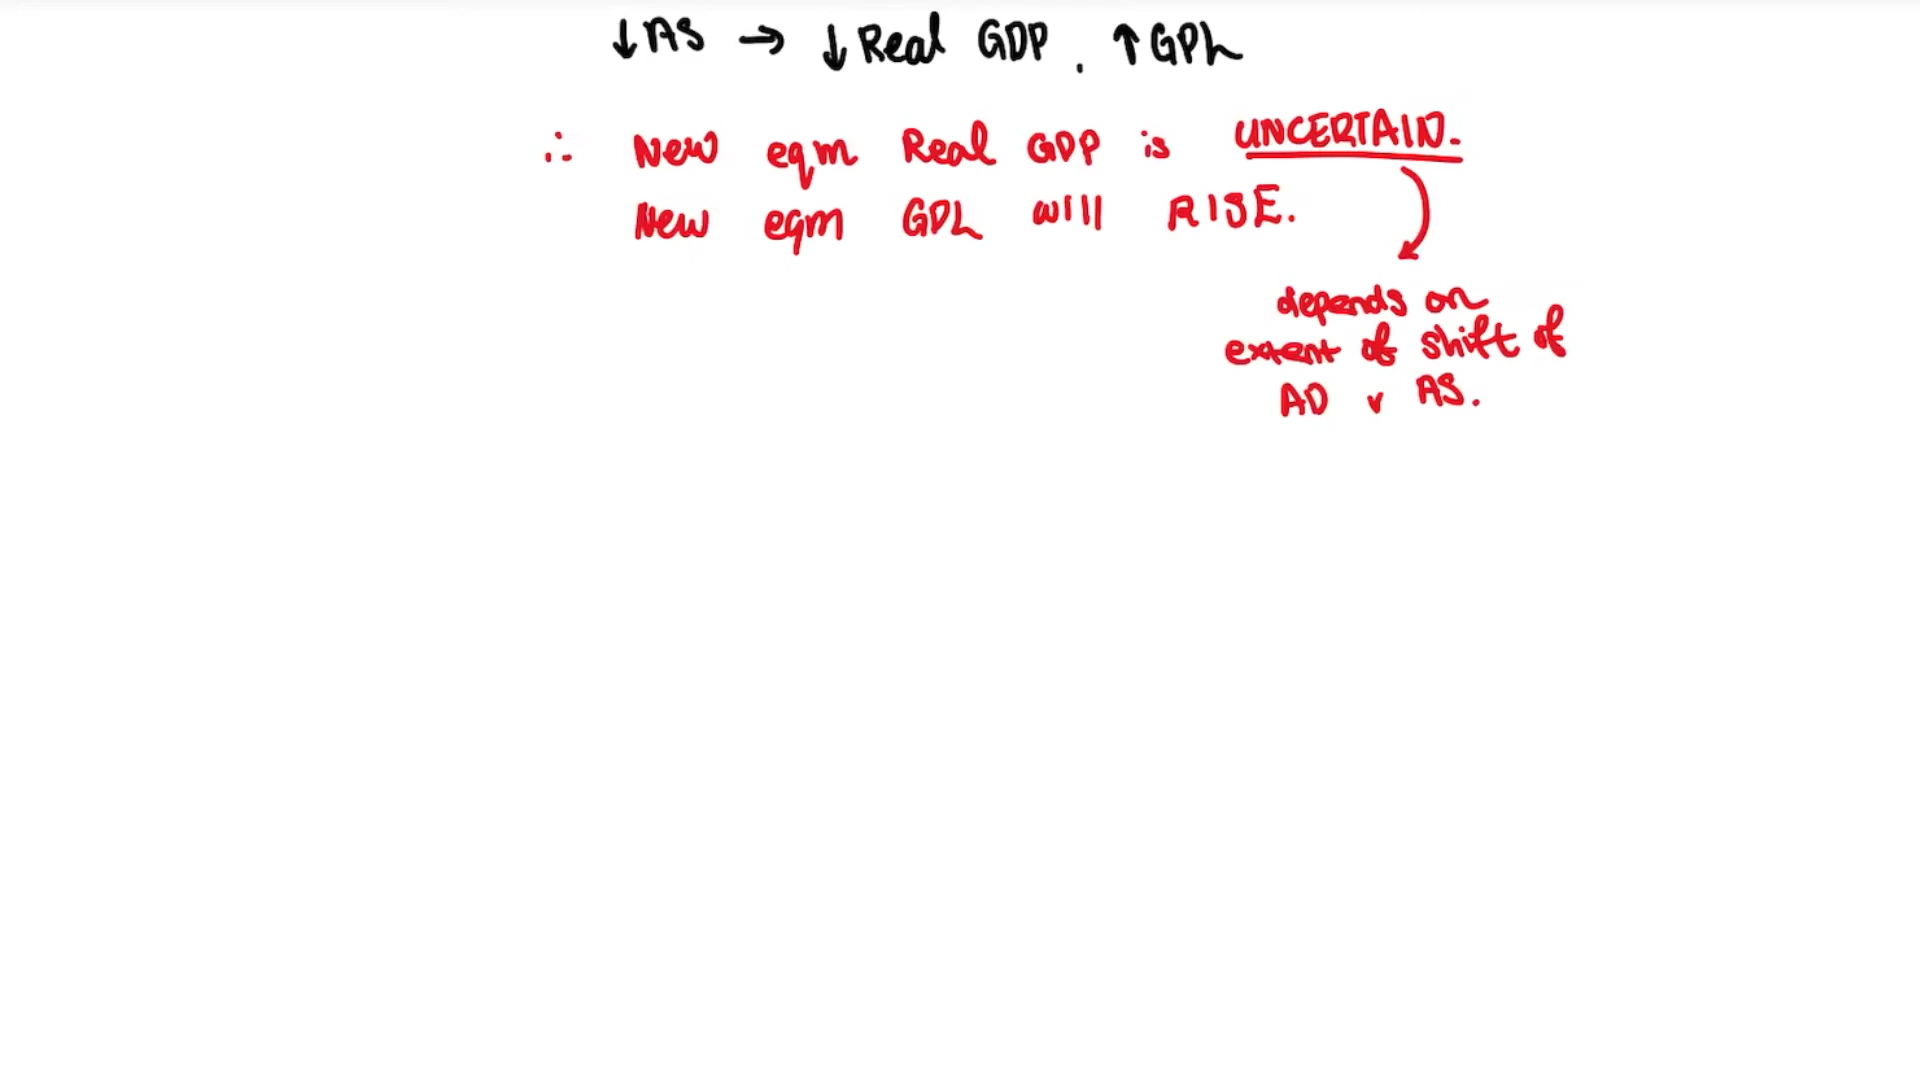 ↓AS → ↓Real GDP, ↑GPL
∴ New eqm Real GDP is UNCERTAIN.
New eqm GPL will RISE.
depends on
extent of shift of
AD v AS.